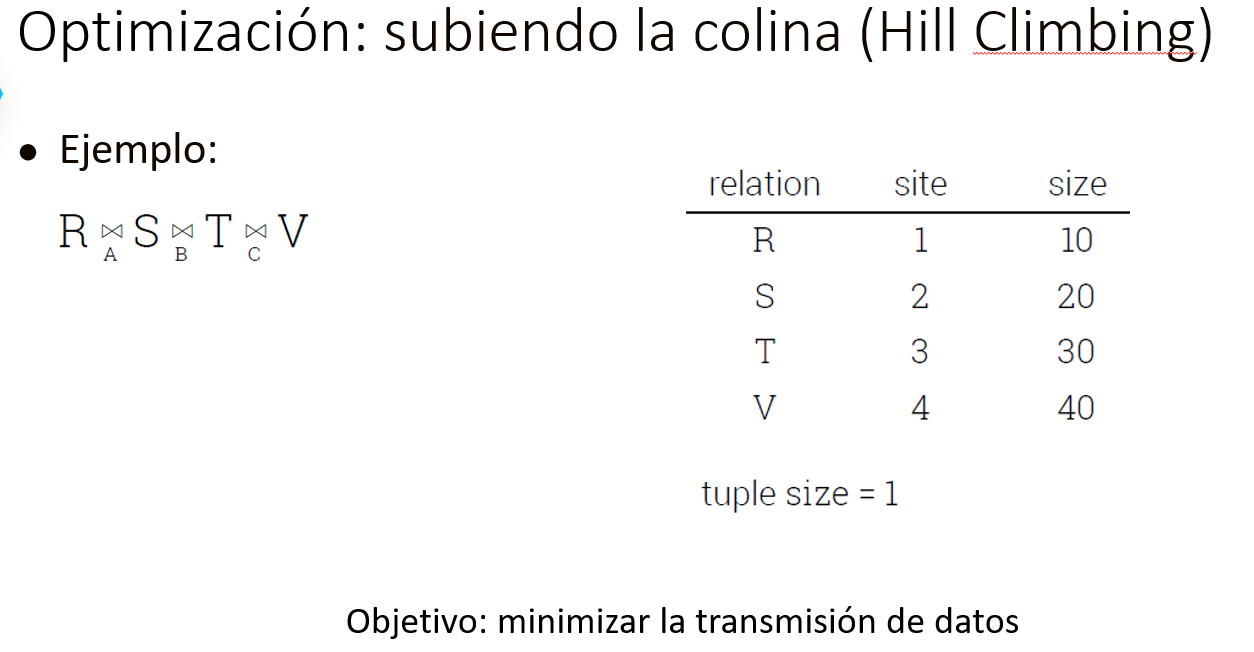 Optimización: subiendo la colina (Hill Climbing)
• Ejemplo:
R ⋈ S ⋈ T ⋈ V
A B C
relation site size
R 1 10
S 2 20
T 3 30
V 4 40
tuple size = 1
Objetivo: minimizar la transmisión de datos